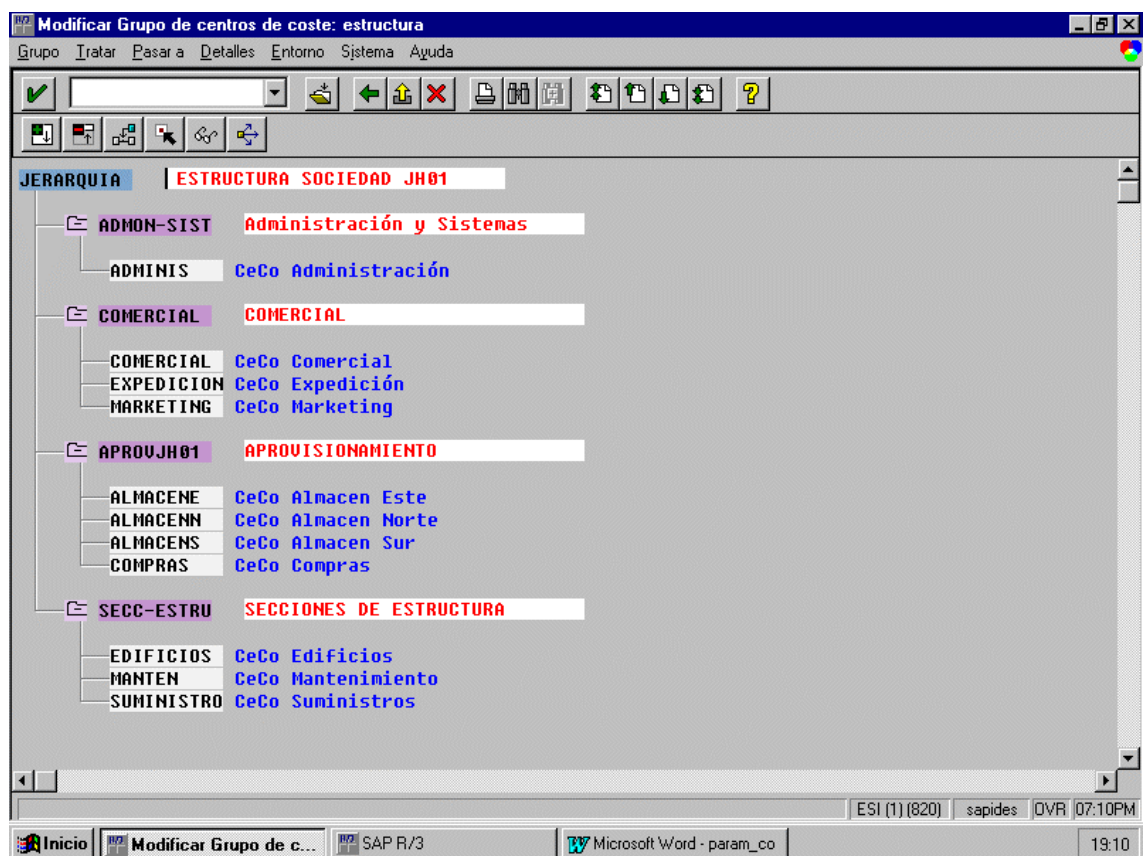 Modificar Grupo de centros de coste: estructura
Grupo Tratar Pasar a Detalles Entorno Sistema Ayuda
JERARQUIA ESTRUCTURA SOCIEDAD JH01
ADMON-SIST Administración y Sistemas
ADMINIS CeCo Administración
COMERCIAL COMERCIAL
COMERCIAL CeCo Comercial
EXPEDICION CeCo Expedición
MARKETING CeCo Marketing
APROVJH01 APROVISIONAMIENTO
ALMACENE CeCo Almacen Este
ALMACENN CeCo Almacen Norte
ALMACENS CeCo Almacen Sur
COMPRAS CeCo Compras
SECC-ESTRU SECCIONES DE ESTRUCTURA
EDIFICIOS CeCo Edificios
MANTEN CeCo Mantenimiento
SUMINISTRO CeCo Suministros
ESI (1) (820) sapides OVR 07:10PM
Inicio Modificar Grupo de c... SAP R/3 Microsoft Word - param_co 19:10